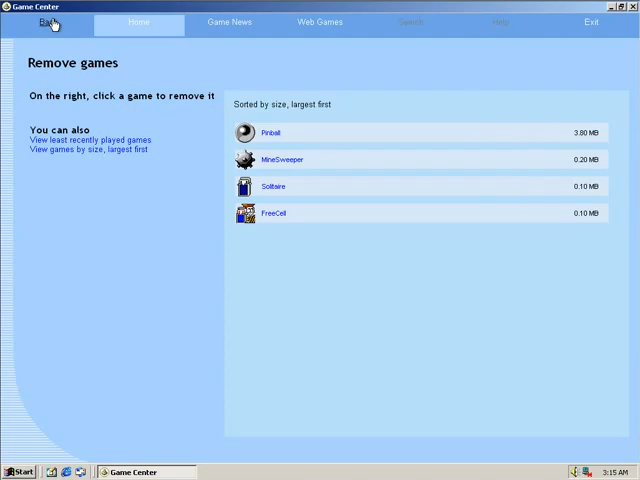 Game Center
Back
Home
Game News
Web Games
Search
Help
Exit
Remove games
On the right, click a game to remove it
You can also
View least recently played games
View games by size, largest first
Sorted by size, largest first
Pinball 3.80 MB
MineSweeper 0.20 MB
Solitaire 0.10 MB
FreeCell 0.10 MB
Start
Game Center
3:15 AM